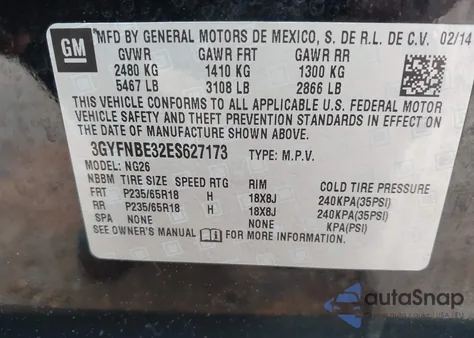 GM
MFD BY GENERAL MOTORS DE MEXICO, S. DE R.L. DE C.V. 02/14
GVWR GAWR FRT GAWR RR
2480 KG 1410 KG 1300 KG
5467 LB 3108 LB 2866 LB
THIS VEHICLE CONFORMS TO ALL APPLICABLE U.S. FEDERAL MOTOR
VEHICLE SAFETY AND THEFT PREVENTION STANDARDS IN EFFECT ON
THE DATE OF MANUFACTURE SHOWN ABOVE.
3GYFNBE32ES627173 TYPE: M.P.V.
MODEL: NG26
NBBM TIRE SIZE SPEED RTG RIM COLD TIRE PRESSURE
FRT P235/65R18 H 18X8J 240KPA(35PSI)
RR P235/65R18 H 18X8J 240KPA(35PSI)
SPA NONE NONE KPA(PSI)
SEE OWNER'S MANUAL FOR MORE INFORMATION.
autoSnap